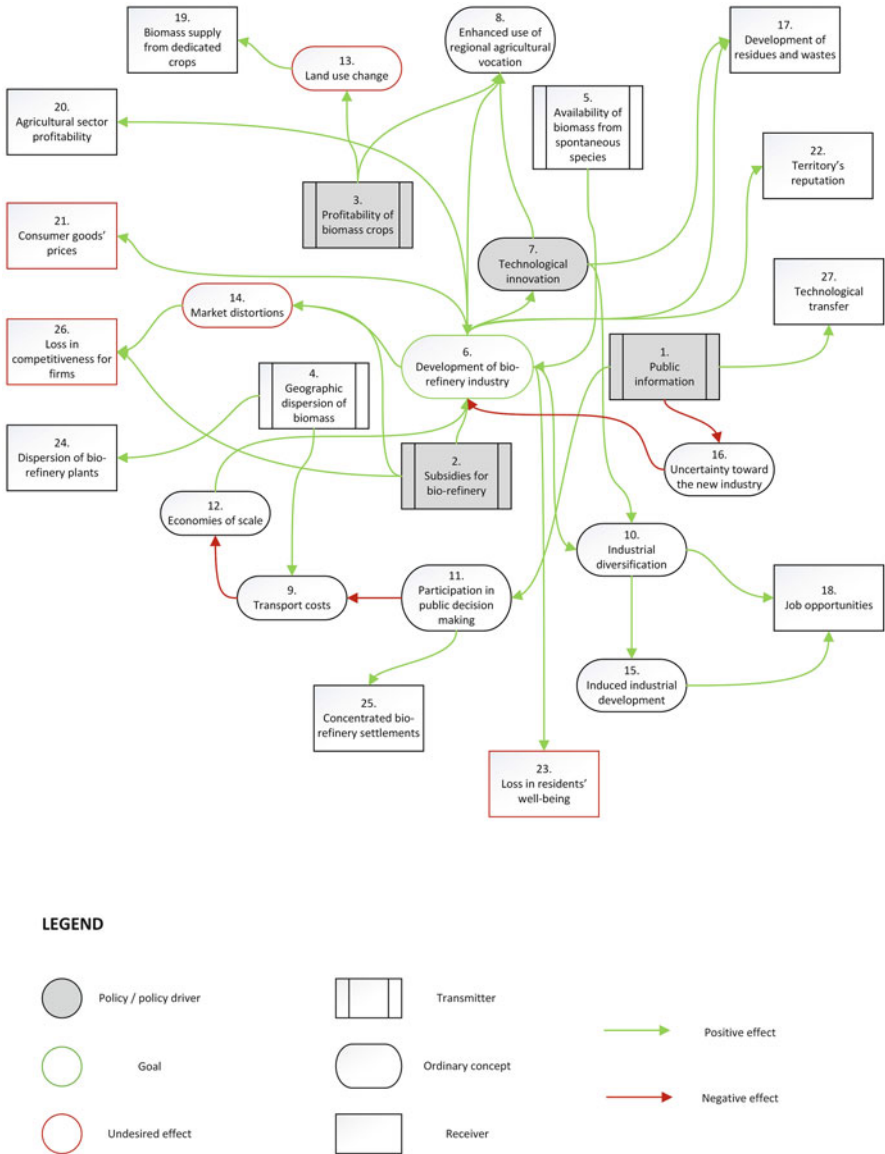 19.
Biomass supply
from dedicated
crops
13.
Land use change
8.
Enhanced use of
regional agricultural
vocation
17.
Development of
residues and wastes
20.
Agricultural sector
profitability
5.
Availability of
biomass from
spontaneous
species
22.
Territory's
reputation
3.
Profitability of
biomass crops
21.
Consumer goods'
prices
7.
Technological
innovation
27.
Technological
transfer
14.
Market distortions
26.
Loss in
competitiveness for
firms
6.
Development of bio-
refinery industry
1.
Public
information
4.
Geographic
dispersion of
biomass
24.
Dispersion of bio-
refinery plants
2.
Subsidies for
bio-refinery
16.
Uncertainty toward
the new industry
12.
Economies of scale
10.
Industrial
diversification
9.
Transport costs
11.
Participation in
public decision
making
18.
Job opportunities
15.
Induced industrial
development
25.
Concentrated bio-
refinery settlements
23.
Loss in residents'
well-being
LEGEND
Policy / policy driver
Transmitter
Positive effect
Goal
Ordinary concept
Negative effect
Undesired effect
Receiver